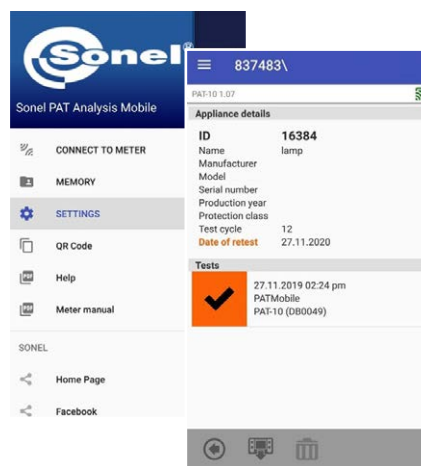 Sonel®
Sonel PAT Analysis Mobile
CONNECT TO METER
MEMORY
SETTINGS
QR Code
Help
Meter manual
SONEL
Home Page
Facebook
837483\
PAT-10 1.07
Appliance details
ID 16384
Name lamp
Manufacturer
Model
Serial number
Production year
Protection class
Test cycle 12
Date of retest 27.11.2020
Tests
27.11.2019 02:24 pm
PATMobile
PAT-10 (DB0049)